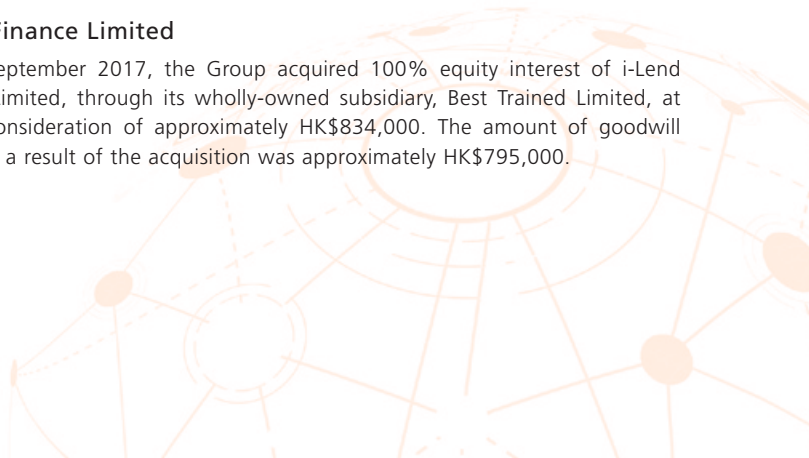 Finance Limited
eptember 2017, the Group acquired 100% equity interest of i-Lend
imited, through its wholly-owned subsidiary, Best Trained Limited, at
onsideration of approximately HK$834,000. The amount of goodwill
a result of the acquisition was approximately HK$795,000.